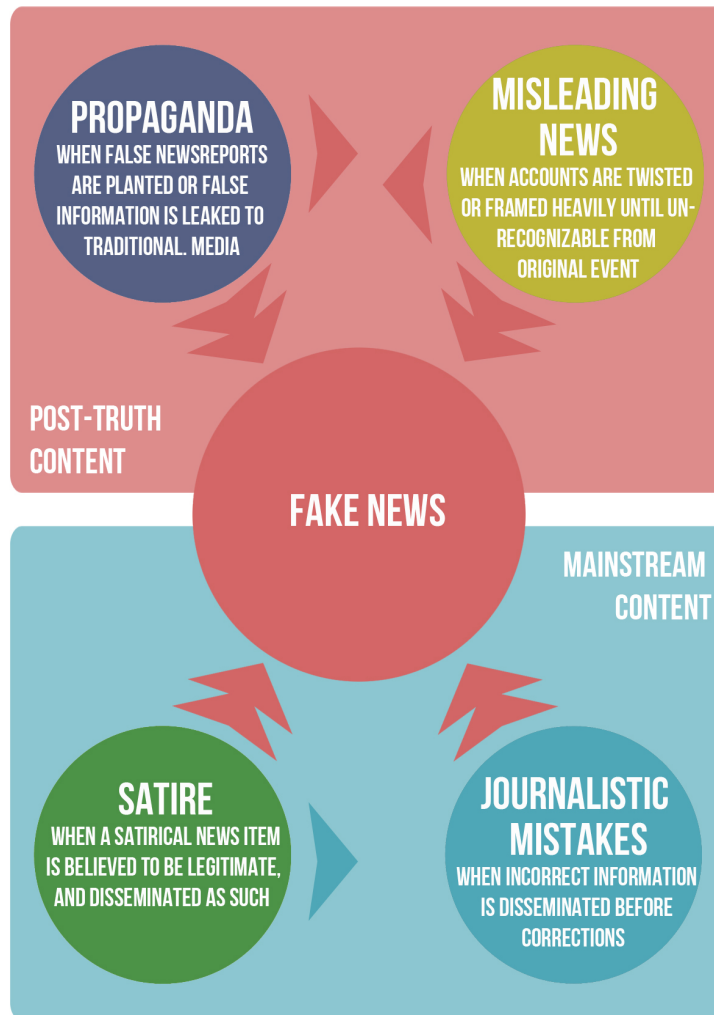 PROPAGANDA
WHEN FALSE NEWSREPORTS
ARE PLANTED OR FALSE
INFORMATION IS LEAKED TO
TRADITIONAL. MEDIA
MISLEADING
NEWS
WHEN ACCOUNTS ARE TWISTED
OR FRAMED HEAVILY UNTIL UN-
RECOGNIZABLE FROM
ORIGINAL EVENT
POST-TRUTH
CONTENT
FAKE NEWS
MAINSTREAM
CONTENT
SATIRE
WHEN A SATIRICAL NEWS ITEM
IS BELIEVED TO BE LEGITIMATE,
AND DISSEMINATED AS SUCH
JOURNALISTIC
MISTAKES
WHEN INCORRECT INFORMATION
IS DISSEMINATED BEFORE
CORRECTIONS